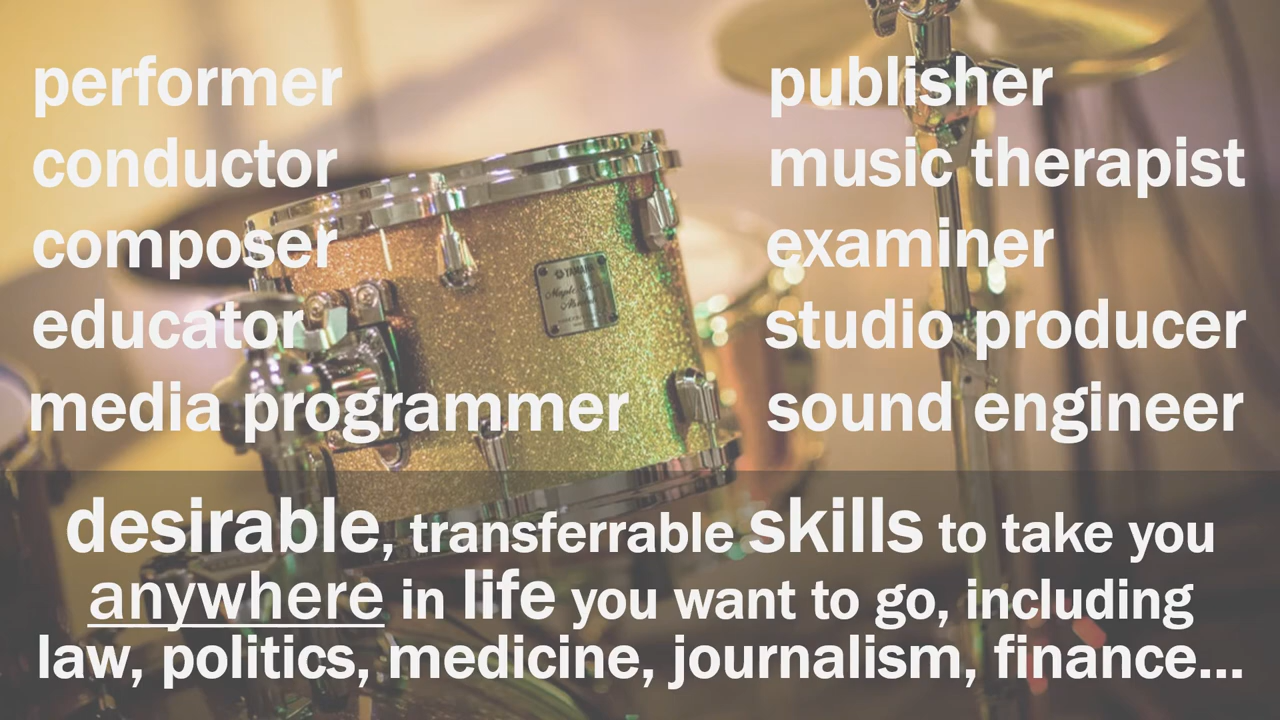 performer
conductor
composer
educator
media programmer
publisher
music therapist
examiner
studio producer
sound engineer
YAMAHA
desirable, transferrable skills to take you
anywhere in life you want to go, including
law, politics, medicine, journalism, finance...